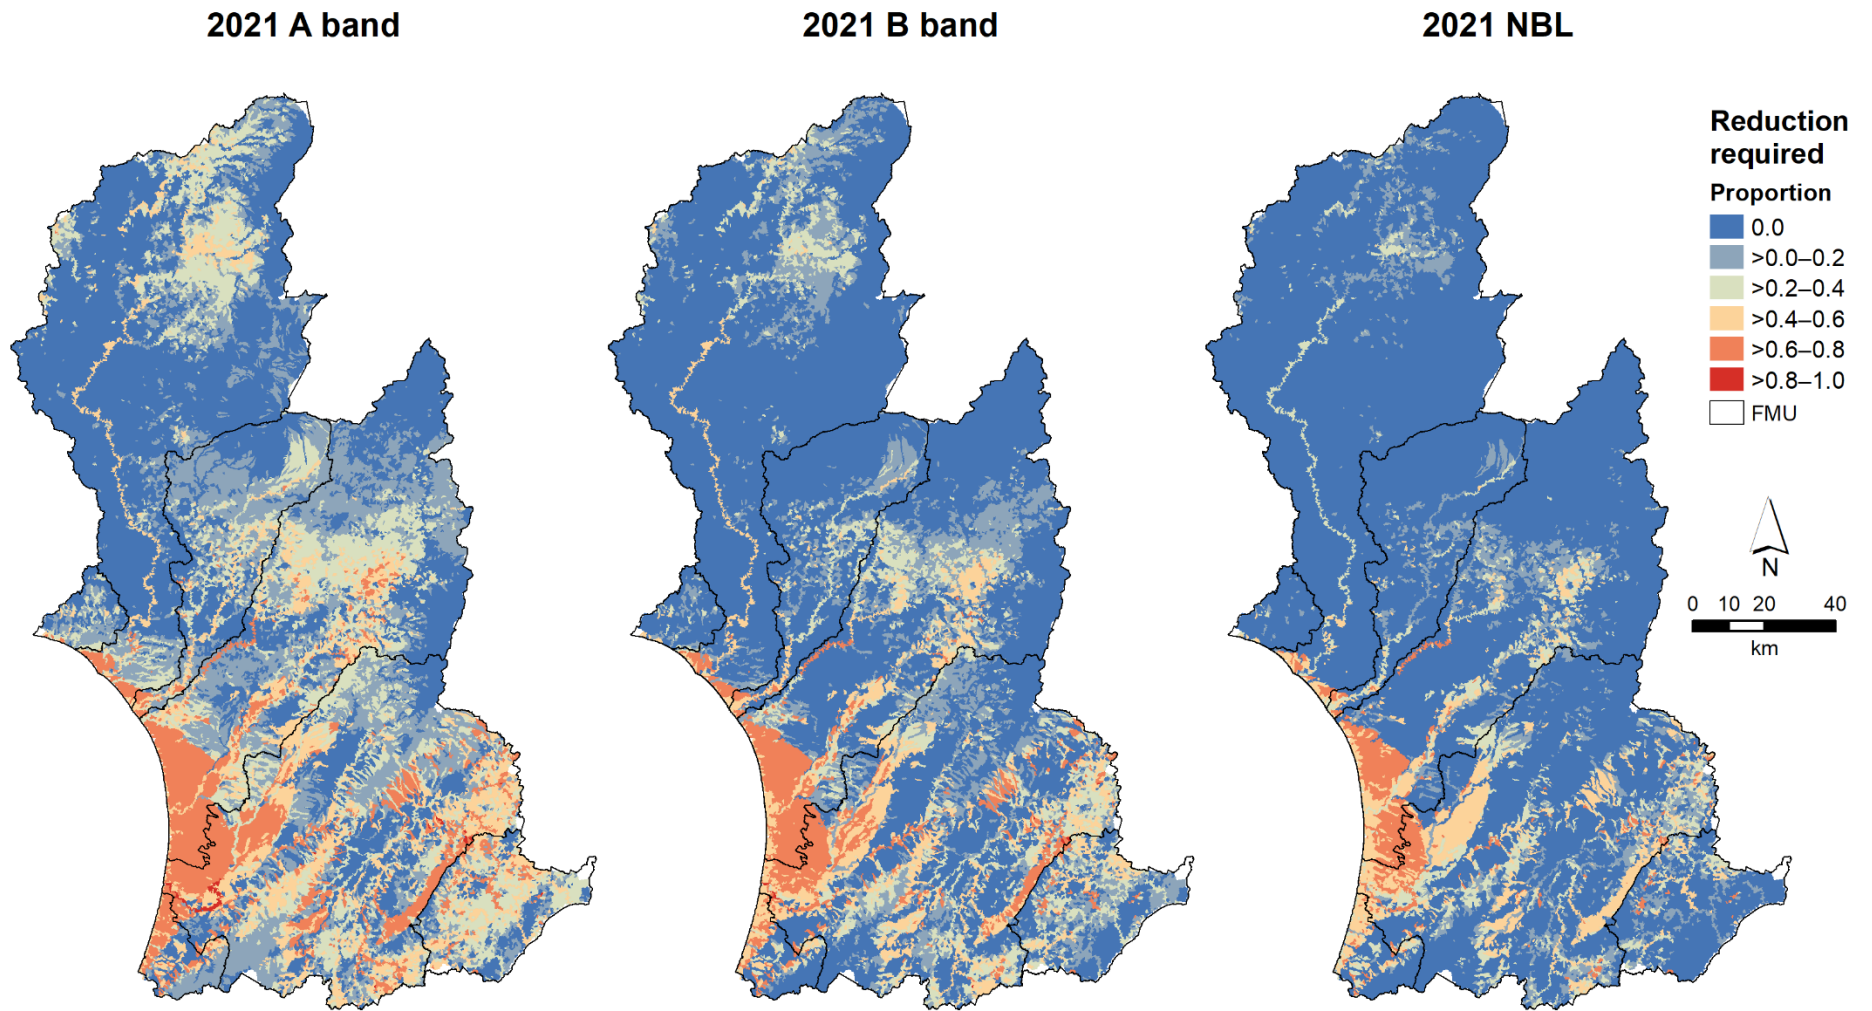 2021 A band
2021 B band
2021 NBL
Reduction
required
Proportion
0.0
>0.0–0.2
>0.2–0.4
>0.4–0.6
>0.6–0.8
>0.8–1.0
FMU
N
0 10 20 40
km